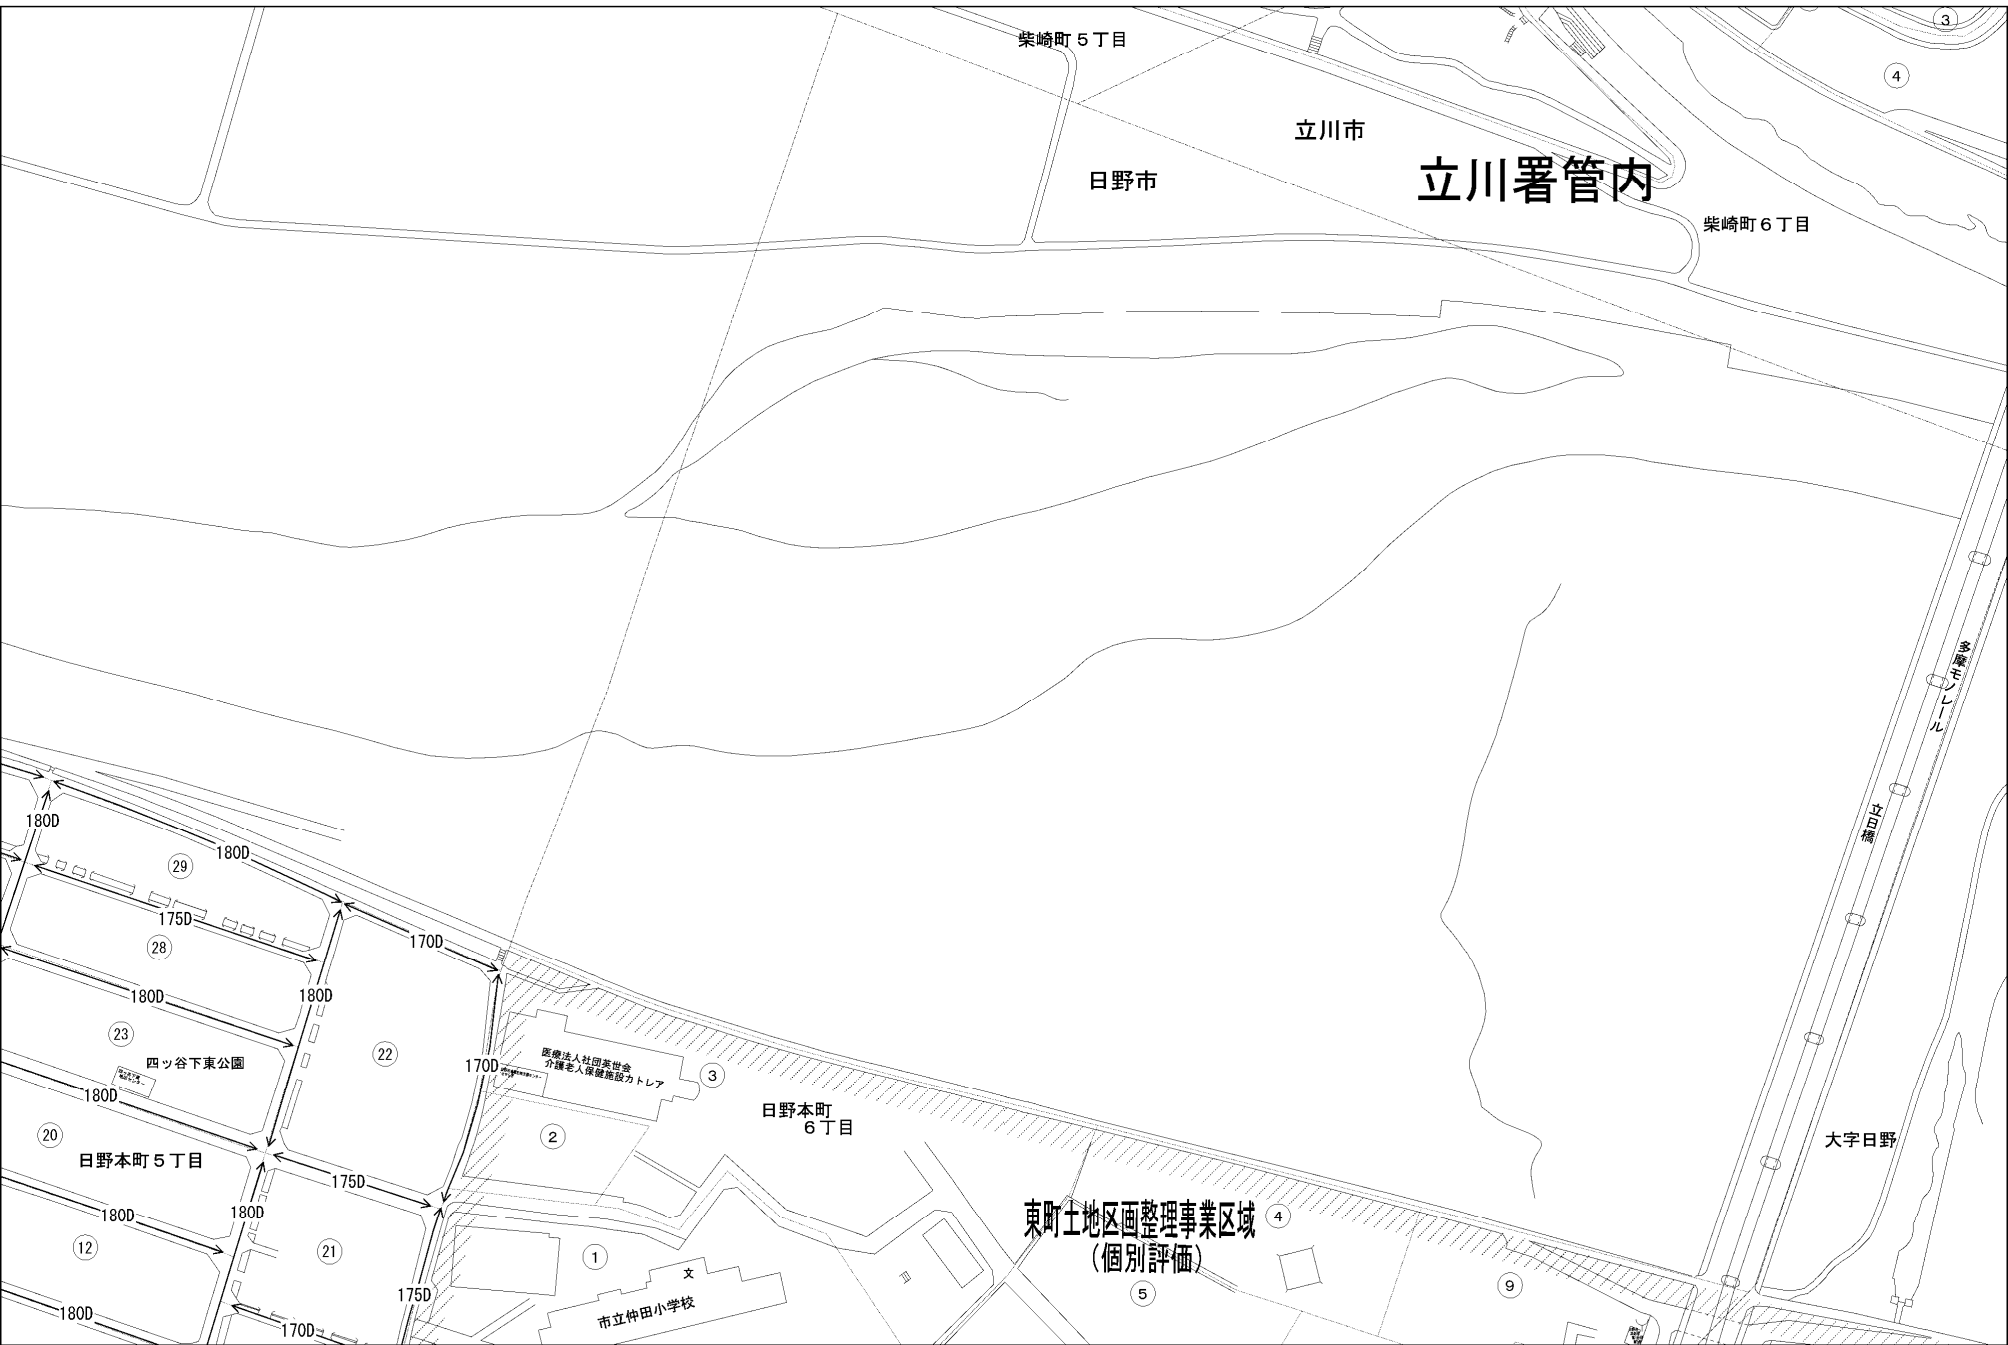 柴崎町５丁目
3
4
立川市
日野市
立川署管内
柴崎町６丁目
多摩モノレール
立日橋
180D
180D
29
175D
28
170D
180D
180D
23
四ッ谷下東公園
22
170D
医療法人社団英世会
介護老人保健施設カトレア
3
180D
日野本町
６丁目
20
2
日野本町５丁目
大字日野
175D
180D
180D
東町土地区画整理事業区域
（個別評価）
4
12
21
1
文
175D
5
9
180D
170D
市立仲田小学校